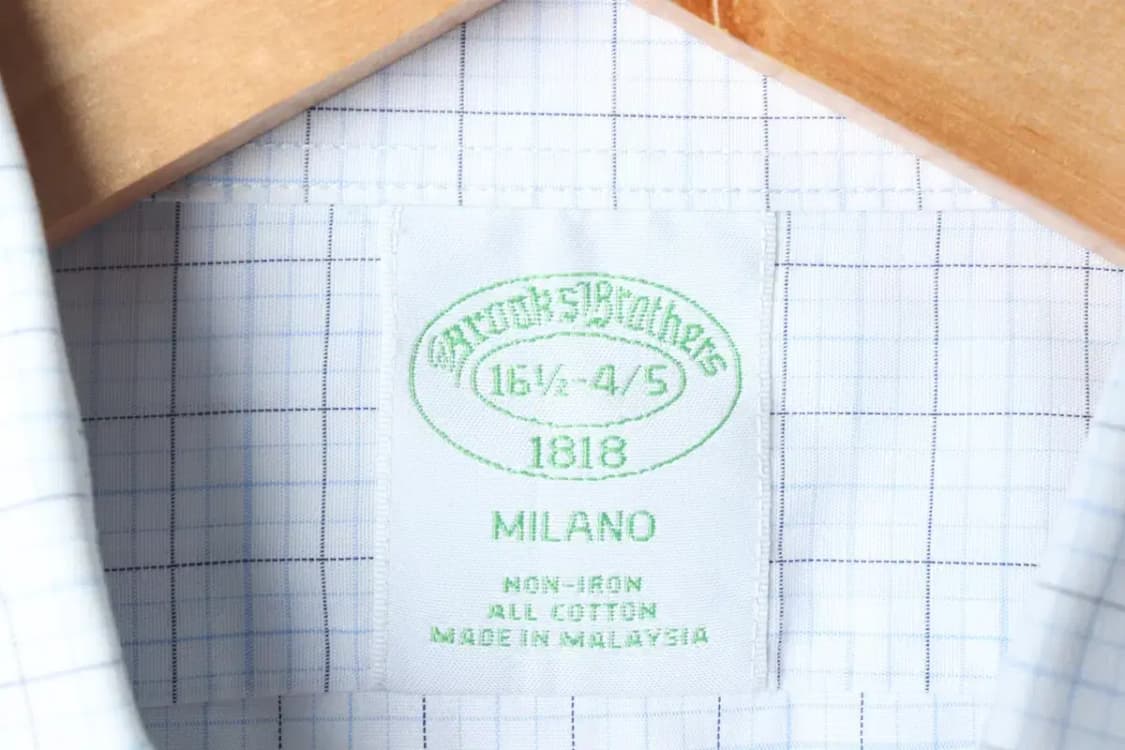 Brooks Brothers
16½-4/5
1818
MILANO
NON-IRON
ALL COTTON
MADE IN MALAYSIA